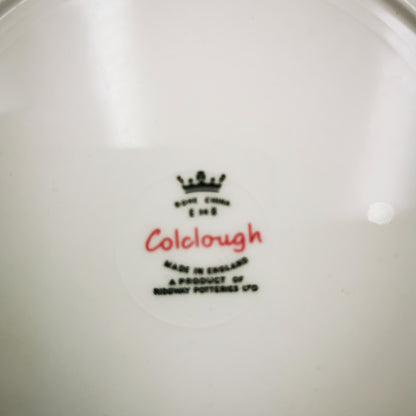 BONE CHINA
Colclough
MADE IN ENGLAND
A PRODUCT OF
RIDGWAY POTTERIES LTD